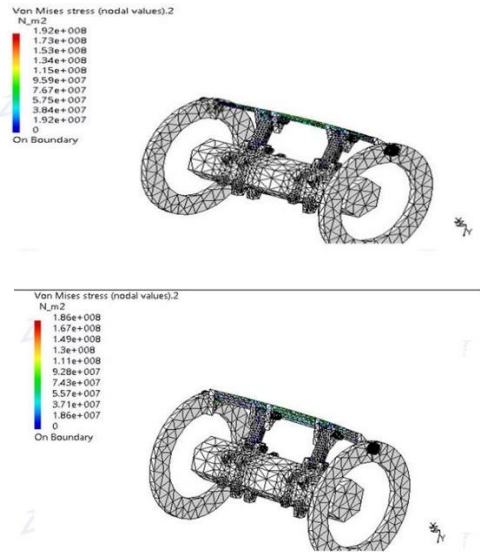 Von Mises stress (nodal values).2
N_m2
1.92e+008
1.73e+008
1.53e+008
1.34e+008
1.15e+008
9.59e+007
7.67e+007
5.75e+007
3.84e+007
1.92e+007
0
On Boundary
Von Mises stress (nodal values).2
N_m2
1.86e+008
1.67e+008
1.49e+008
1.3e+008
1.11e+008
9.28e+007
7.43e+007
5.57e+007
3.71e+007
1.86e+007
0
On Boundary